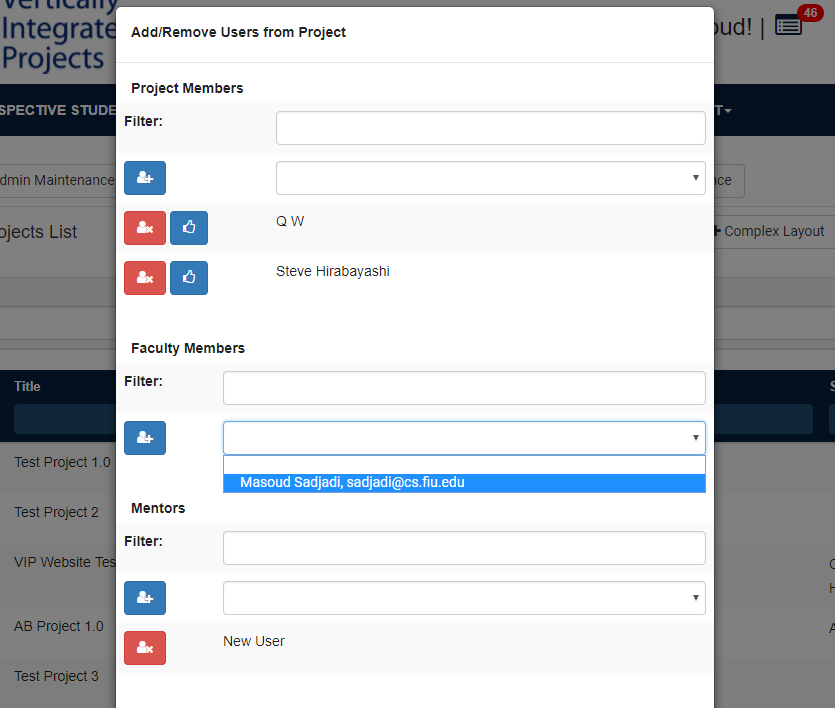 Vertically
Integrate
Projects
Add/Remove Users from Project
oud! |
46
SPECTIVE STUDE
T
Project Members
Filter:
dmin Maintenance
nce
Q W
ojects List
Complex Layout
Steve Hirabayashi
Faculty Members
Filter:
Title
S
Masoud Sadjadi, sadjadi@cs.fiu.edu
Test Project 1.0
Mentors
Test Project 2
Filter:
VIP Website Tes
AB Project 1.0
A
New User
Test Project 3